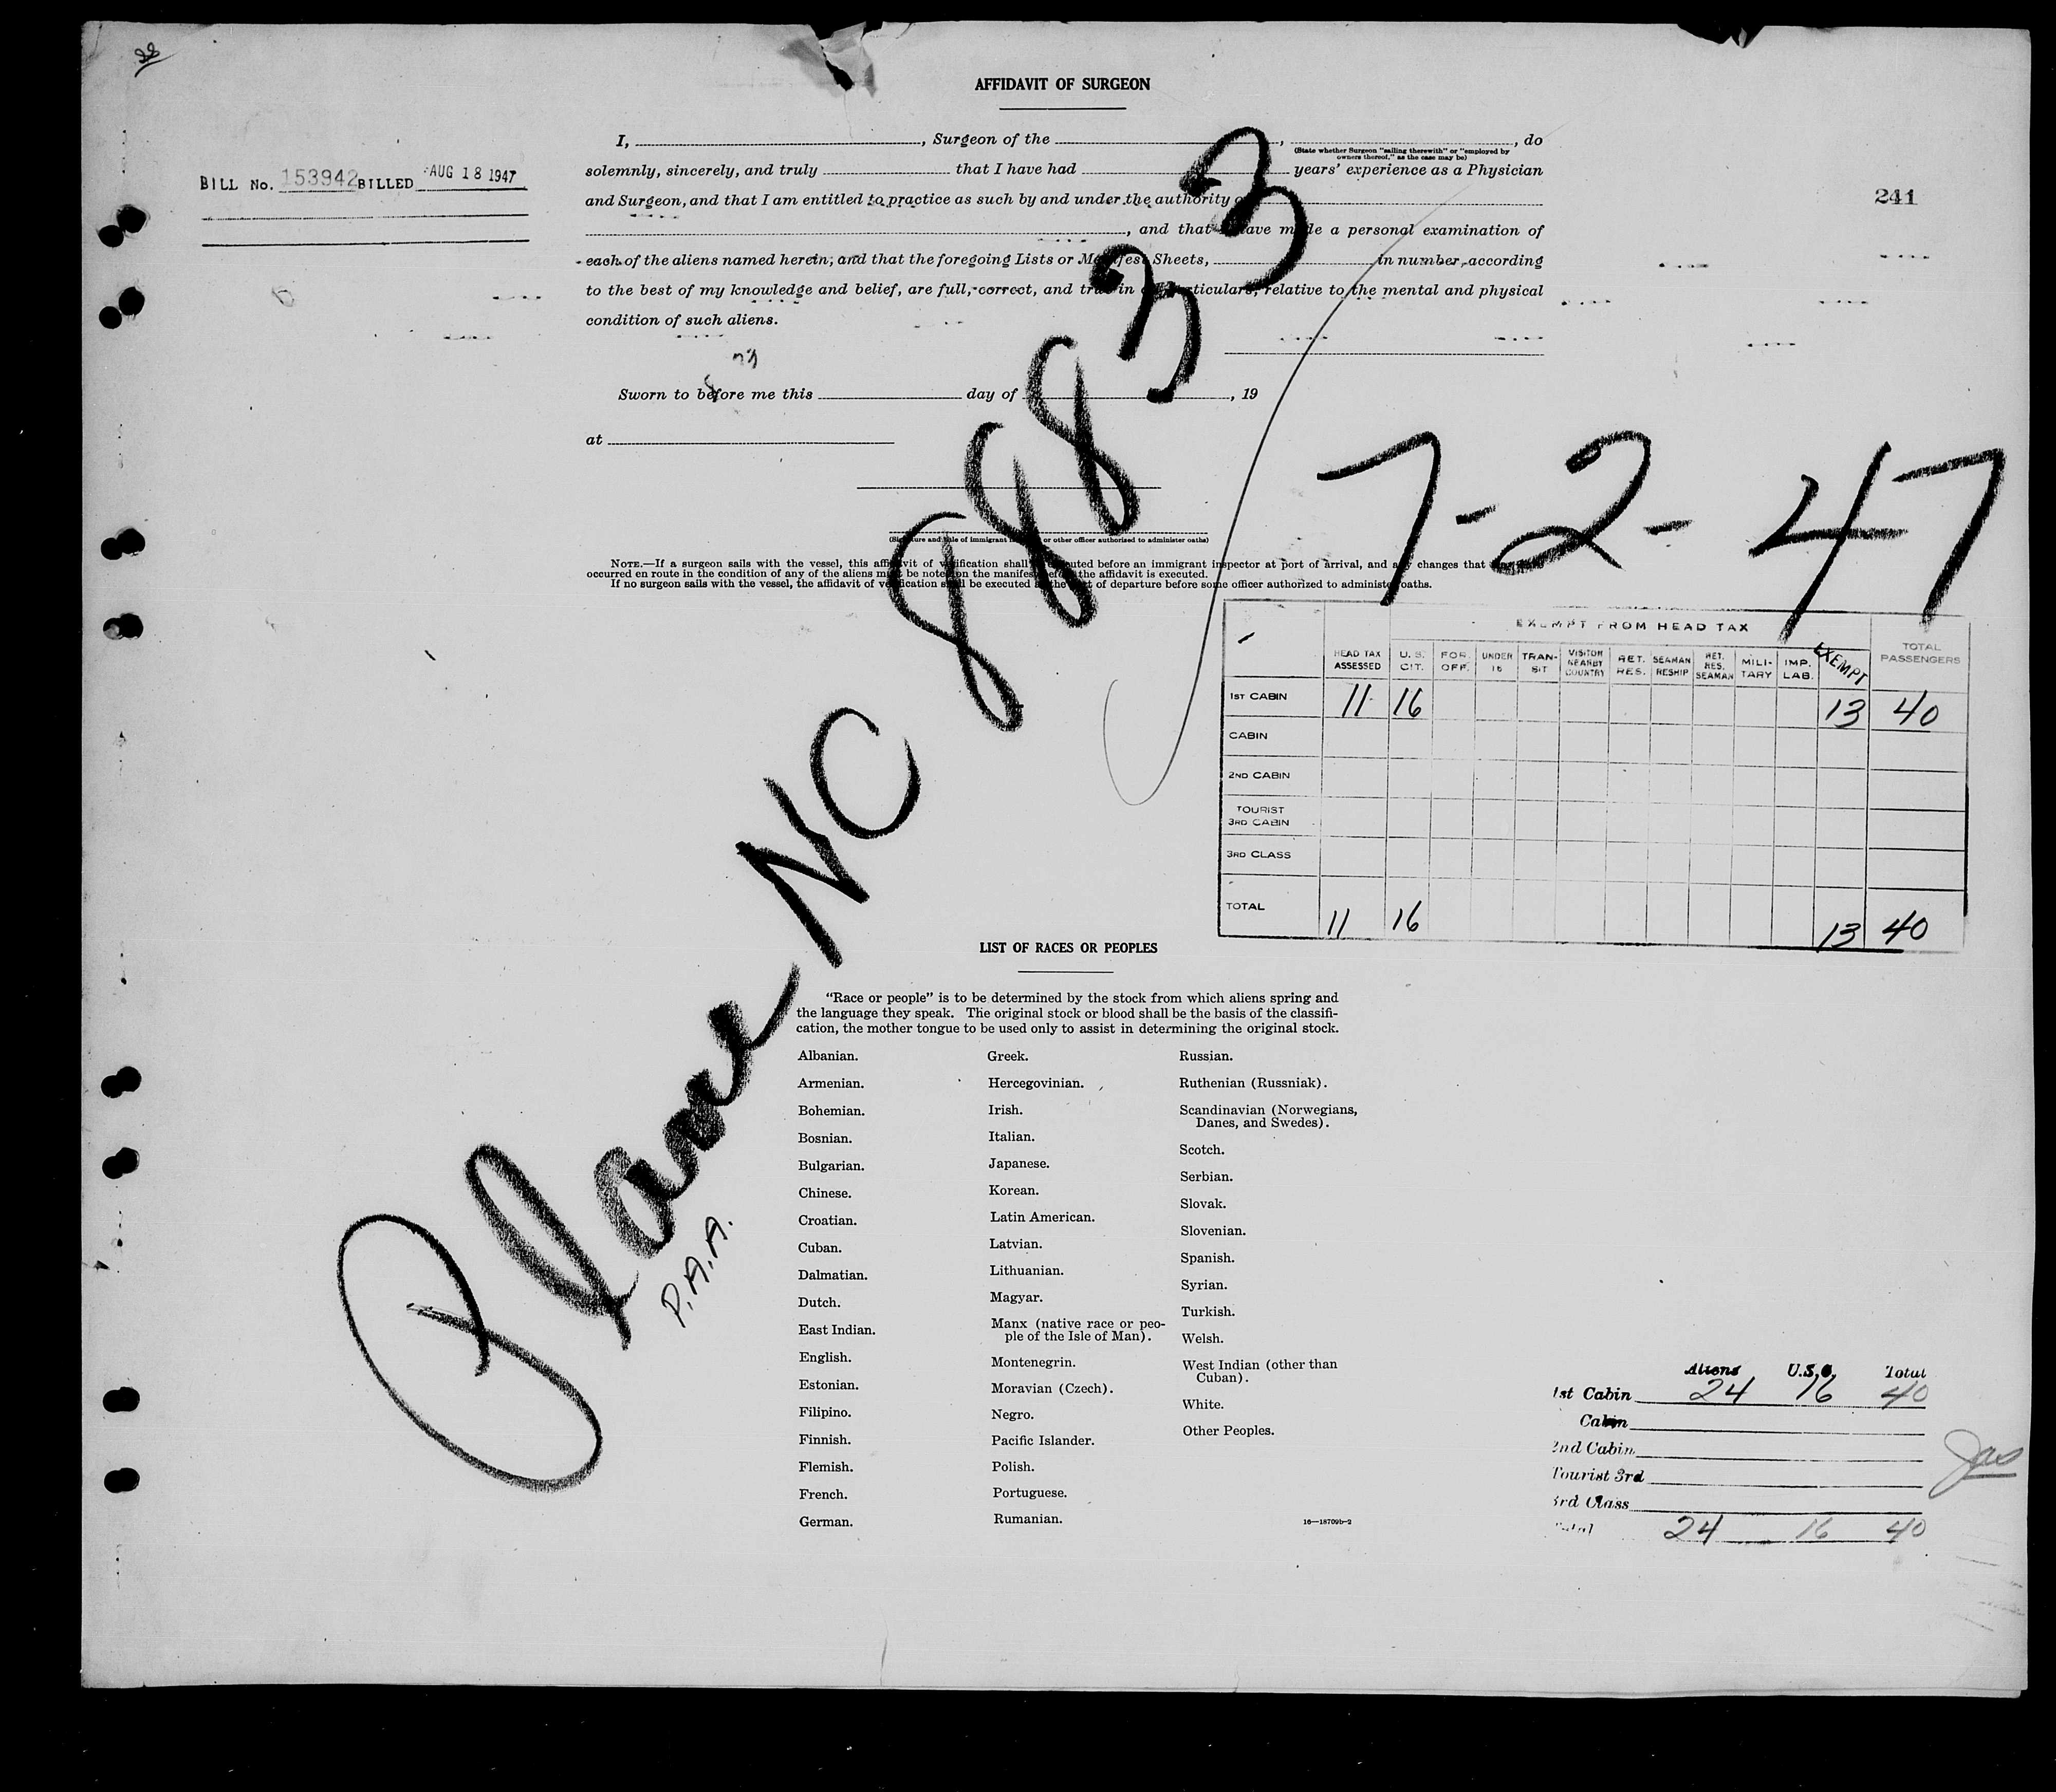 22
AFFIDAVIT OF SURGEON
I, , Surgeon of the , , do
(State whether Surgeon "sailing therewith" or "employed by
owners thereof," as the case may be)
solemnly, sincerely, and truly that I have had years' experience as a Physician
BILL No. 153942 BILLED AUG 18 1947
and Surgeon, and that I am entitled to practice as such by and under the authority
241
, and that have made a personal examination of
each of the aliens named herein, and that the foregoing Lists or Manifest Sheets, in number, according
to the best of my knowledge and belief, are full, correct, and true in particulars, relative to the mental and physical
condition of such aliens.
Sworn to before me this day of , 19
at
(Signature and title of immigrant or other officer authorized to administer oaths)
NOTE.—If a surgeon sails with the vessel, this affidavit of verification shall executed before an immigrant inspector at port of arrival, and any changes that
occurred en route in the condition of any of the aliens must be noted on the manifest before the affidavit is executed.
If no surgeon sails with the vessel, the affidavit of verification shall be executed at the port of departure before some officer authorized to administer oaths.
Plane NC 88833
P.A.A.
7-2-47
EXEMPT FROM HEAD TAX
HEAD TAX ASSESSED U. S. CIT. FOR. OFF. UNDER 16 TRAN-SIT VISITOR NEARBY COUNTRY RET. RES. SEAMAN RESHIP RET. RES. SEAMAN MILI-TARY IMP. LAB. EXEMPT TOTAL PASSENGERS
1ST CABIN 11 16 13 40
CABIN
2ND CABIN
TOURIST
3RD CABIN
3RD CLASS
TOTAL 11 16 13 40
LIST OF RACES OR PEOPLES
"Race or people" is to be determined by the stock from which aliens spring and
the language they speak. The original stock or blood shall be the basis of the classifi-
cation, the mother tongue to be used only to assist in determining the original stock.
Albanian.
Armenian.
Bohemian.
Bosnian.
Bulgarian.
Chinese.
Croatian.
Cuban.
Dalmatian.
Dutch.
East Indian.
English.
Estonian.
Filipino.
Finnish.
Flemish.
French.
German.
Greek.
Hercegovinian.
Irish.
Italian.
Japanese.
Korean.
Latin American.
Latvian.
Lithuanian.
Magyar.
Manx (native race or peo-
ple of the Isle of Man).
Montenegrin.
Moravian (Czech).
Negro.
Pacific Islander.
Polish.
Portuguese.
Rumanian.
Russian.
Ruthenian (Russniak).
Scandinavian (Norwegians,
Danes, and Swedes).
Scotch.
Serbian.
Slovak.
Slovenian.
Spanish.
Syrian.
Turkish.
Welsh.
West Indian (other than
Cuban).
White.
Other Peoples.
16—18709b-2
Aliens U.S.C. Total
1st Cabin 24 16 40
Cabin
2nd Cabin
Tourist 3rd
3rd Class
Total 24 16 40